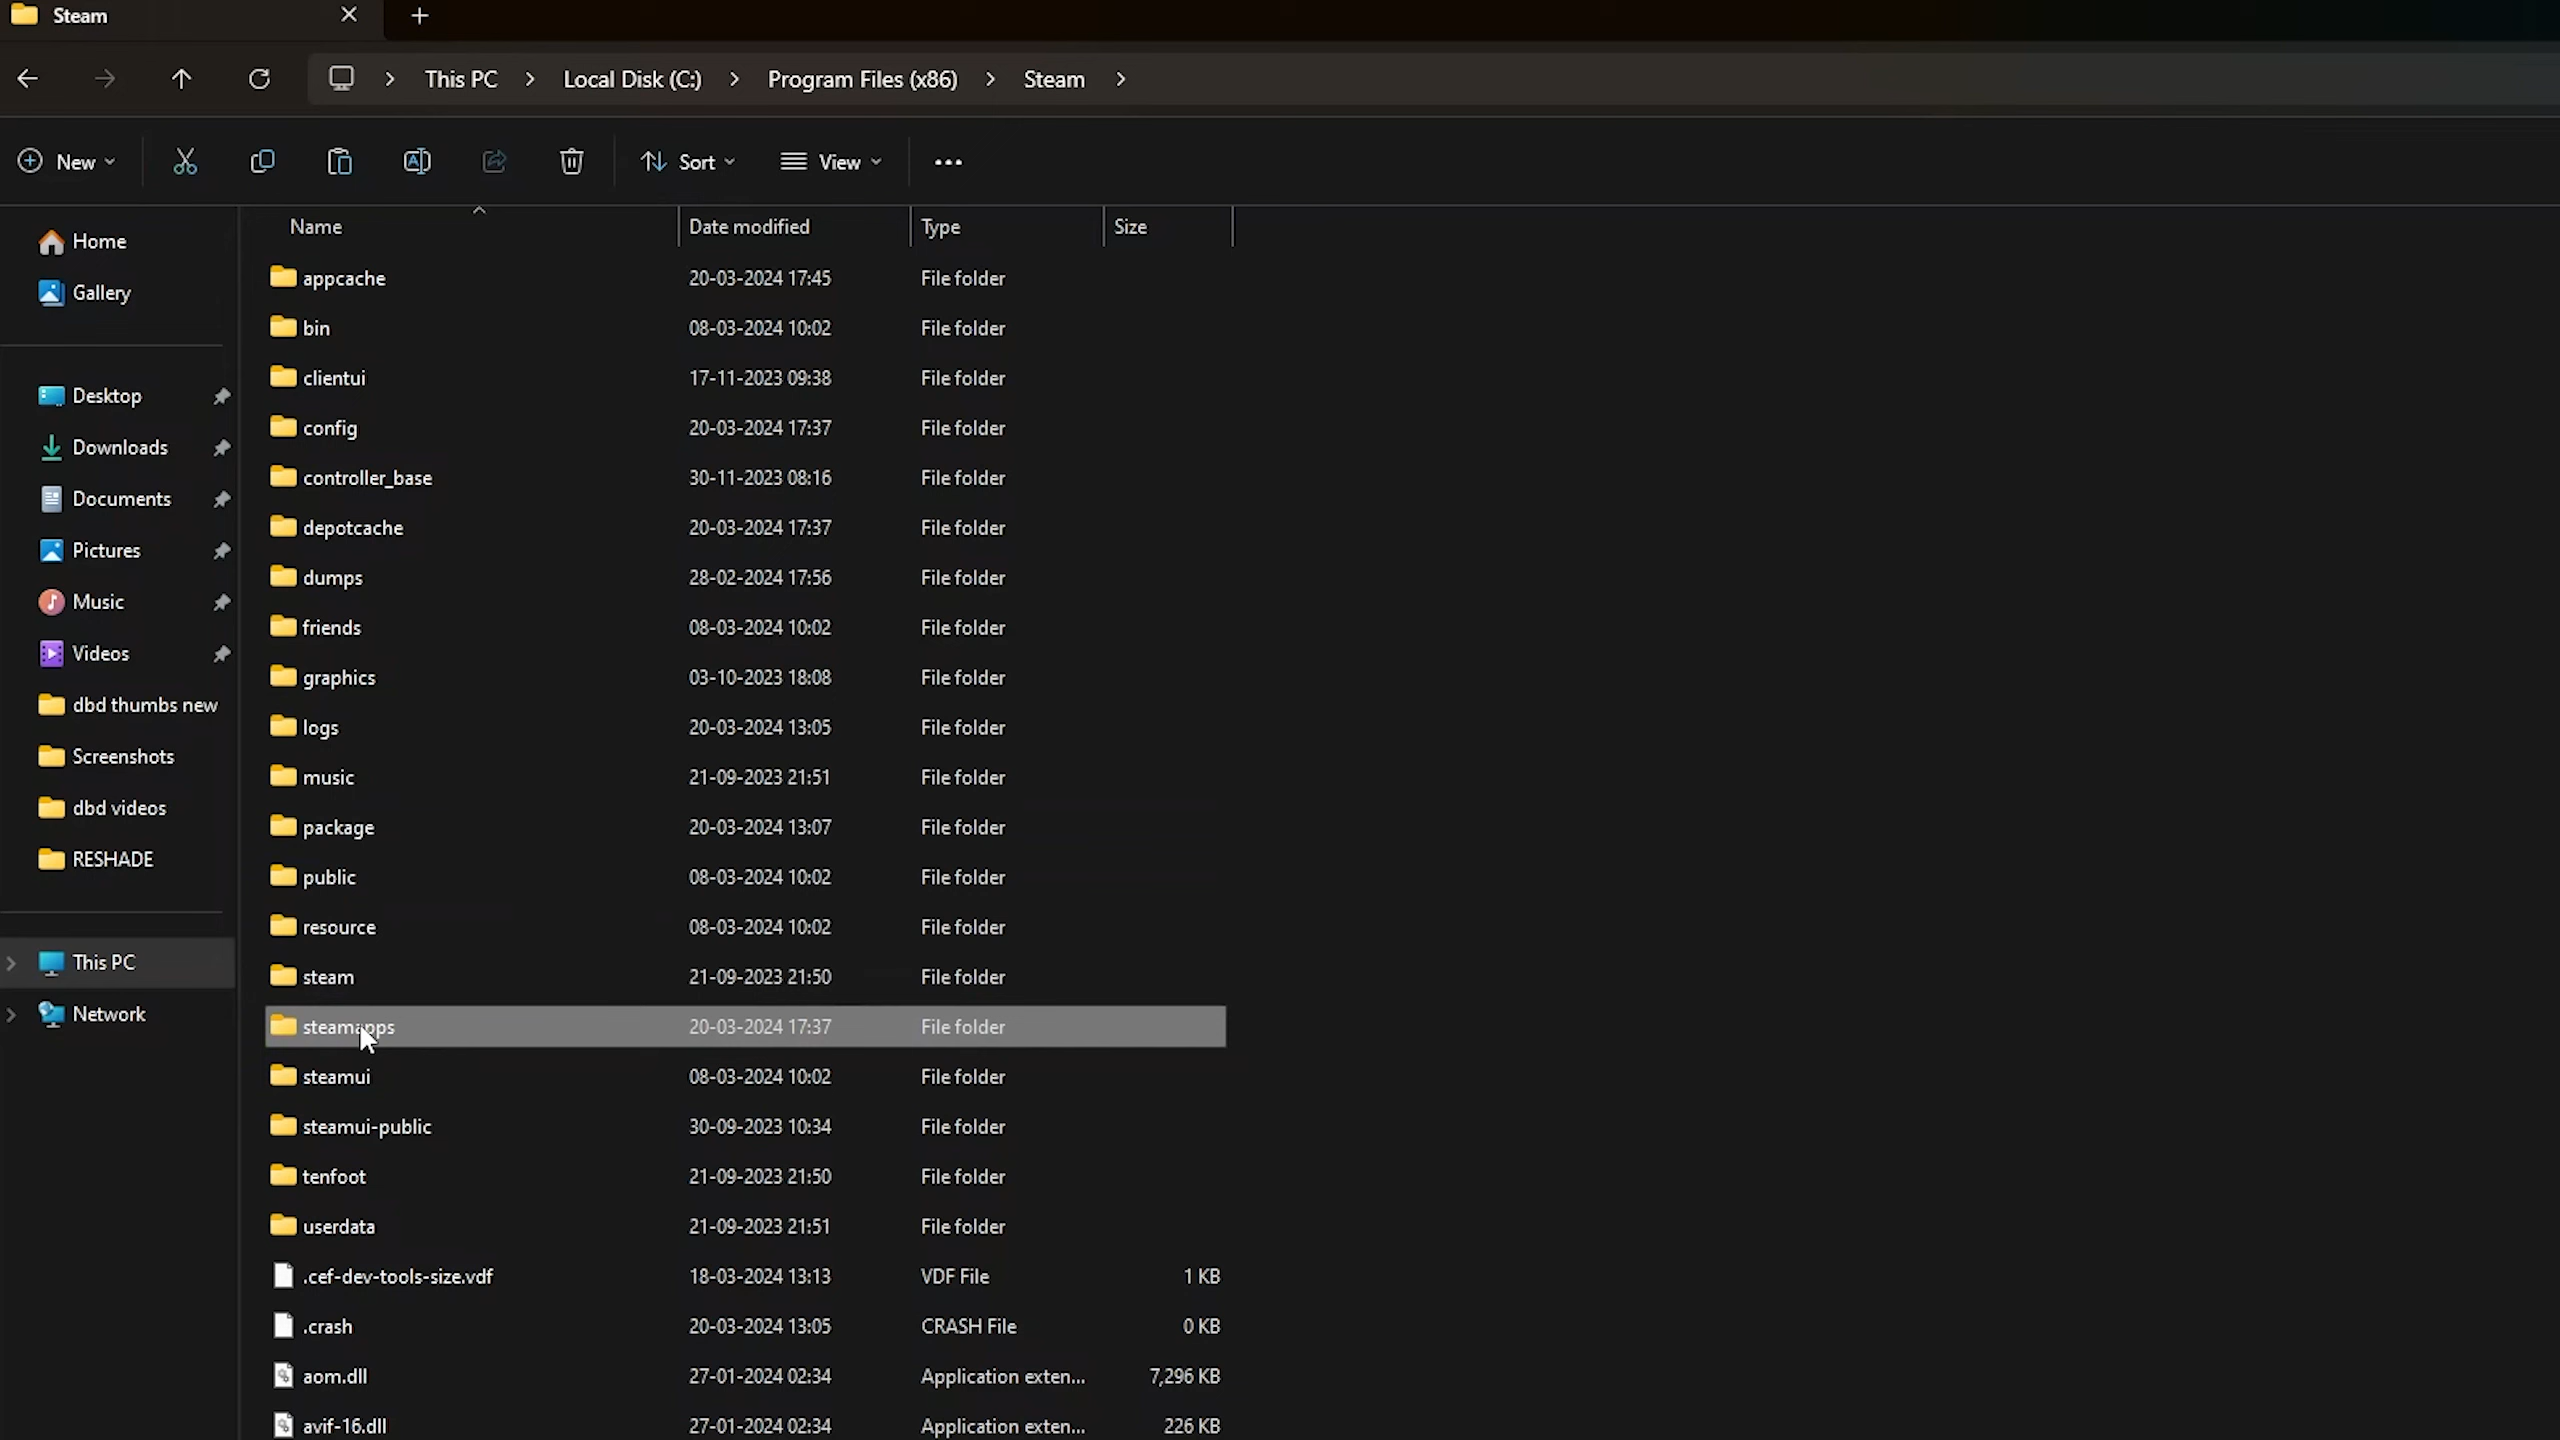 Steam
This PC > Local Disk (C:) > Program Files (x86) > Steam >
New Sort View
Name Date modified Type Size
Home
Gallery
Desktop
Downloads
Documents
Pictures
Music
Videos
dbd thumbs new
Screenshots
dbd videos
RESHADE
This PC
Network
appcache 20-03-2024 17:45 File folder
bin 08-03-2024 10:02 File folder
clientui 17-11-2023 09:38 File folder
config 20-03-2024 17:37 File folder
controller_base 30-11-2023 08:16 File folder
depotcache 20-03-2024 17:37 File folder
dumps 28-02-2024 17:56 File folder
friends 08-03-2024 10:02 File folder
graphics 03-10-2023 18:08 File folder
logs 20-03-2024 13:05 File folder
music 21-09-2023 21:51 File folder
package 20-03-2024 13:07 File folder
public 08-03-2024 10:02 File folder
resource 08-03-2024 10:02 File folder
steam 21-09-2023 21:50 File folder
steamapps 20-03-2024 17:37 File folder
steamui 08-03-2024 10:02 File folder
steamui-public 30-09-2023 10:34 File folder
tenfoot 21-09-2023 21:50 File folder
userdata 21-09-2023 21:51 File folder
.cef-dev-tools-size.vdf 18-03-2024 13:13 VDF File 1 KB
.crash 20-03-2024 13:05 CRASH File 0 KB
aom.dll 27-01-2024 02:34 Application exten... 7,296 KB
avif-16.dll 27-01-2024 02:34 Application exten... 226 KB